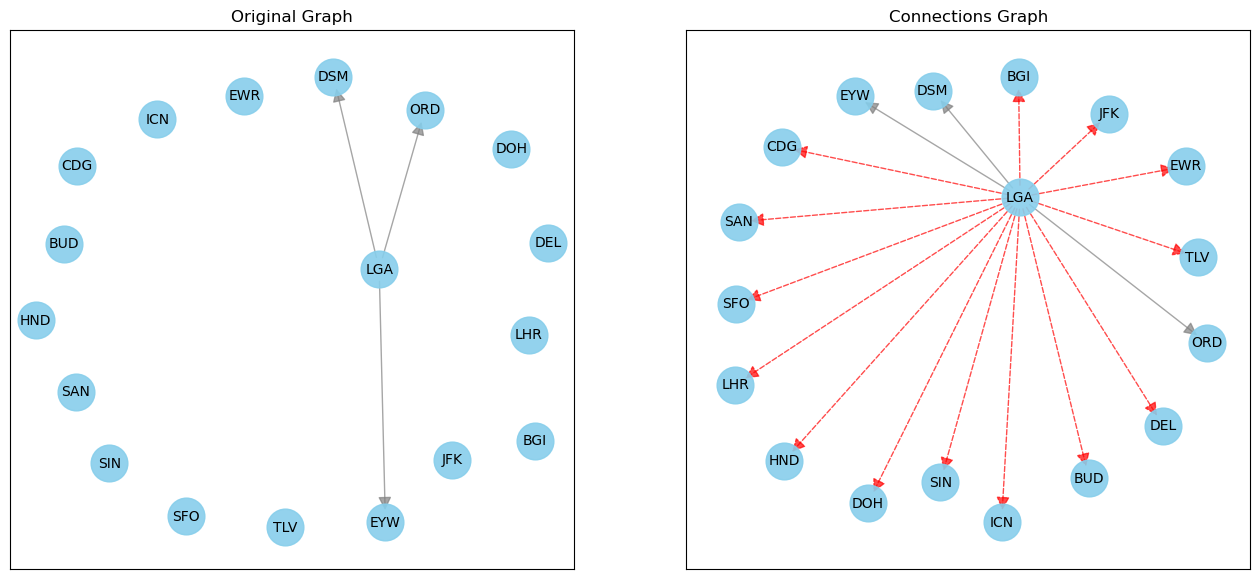 Original Graph
DSM
EWR
ORD
ICN
DOH
CDG
BUD
DEL
LGA
HND
LHR
SAN
BGI
SIN
JFK
SFO
EYW
TLV
Connections Graph
BGI
DSM
EYW
JFK
CDG
EWR
LGA
SAN
TLV
SFO
ORD
LHR
DEL
HND
BUD
SIN
DOH
ICN